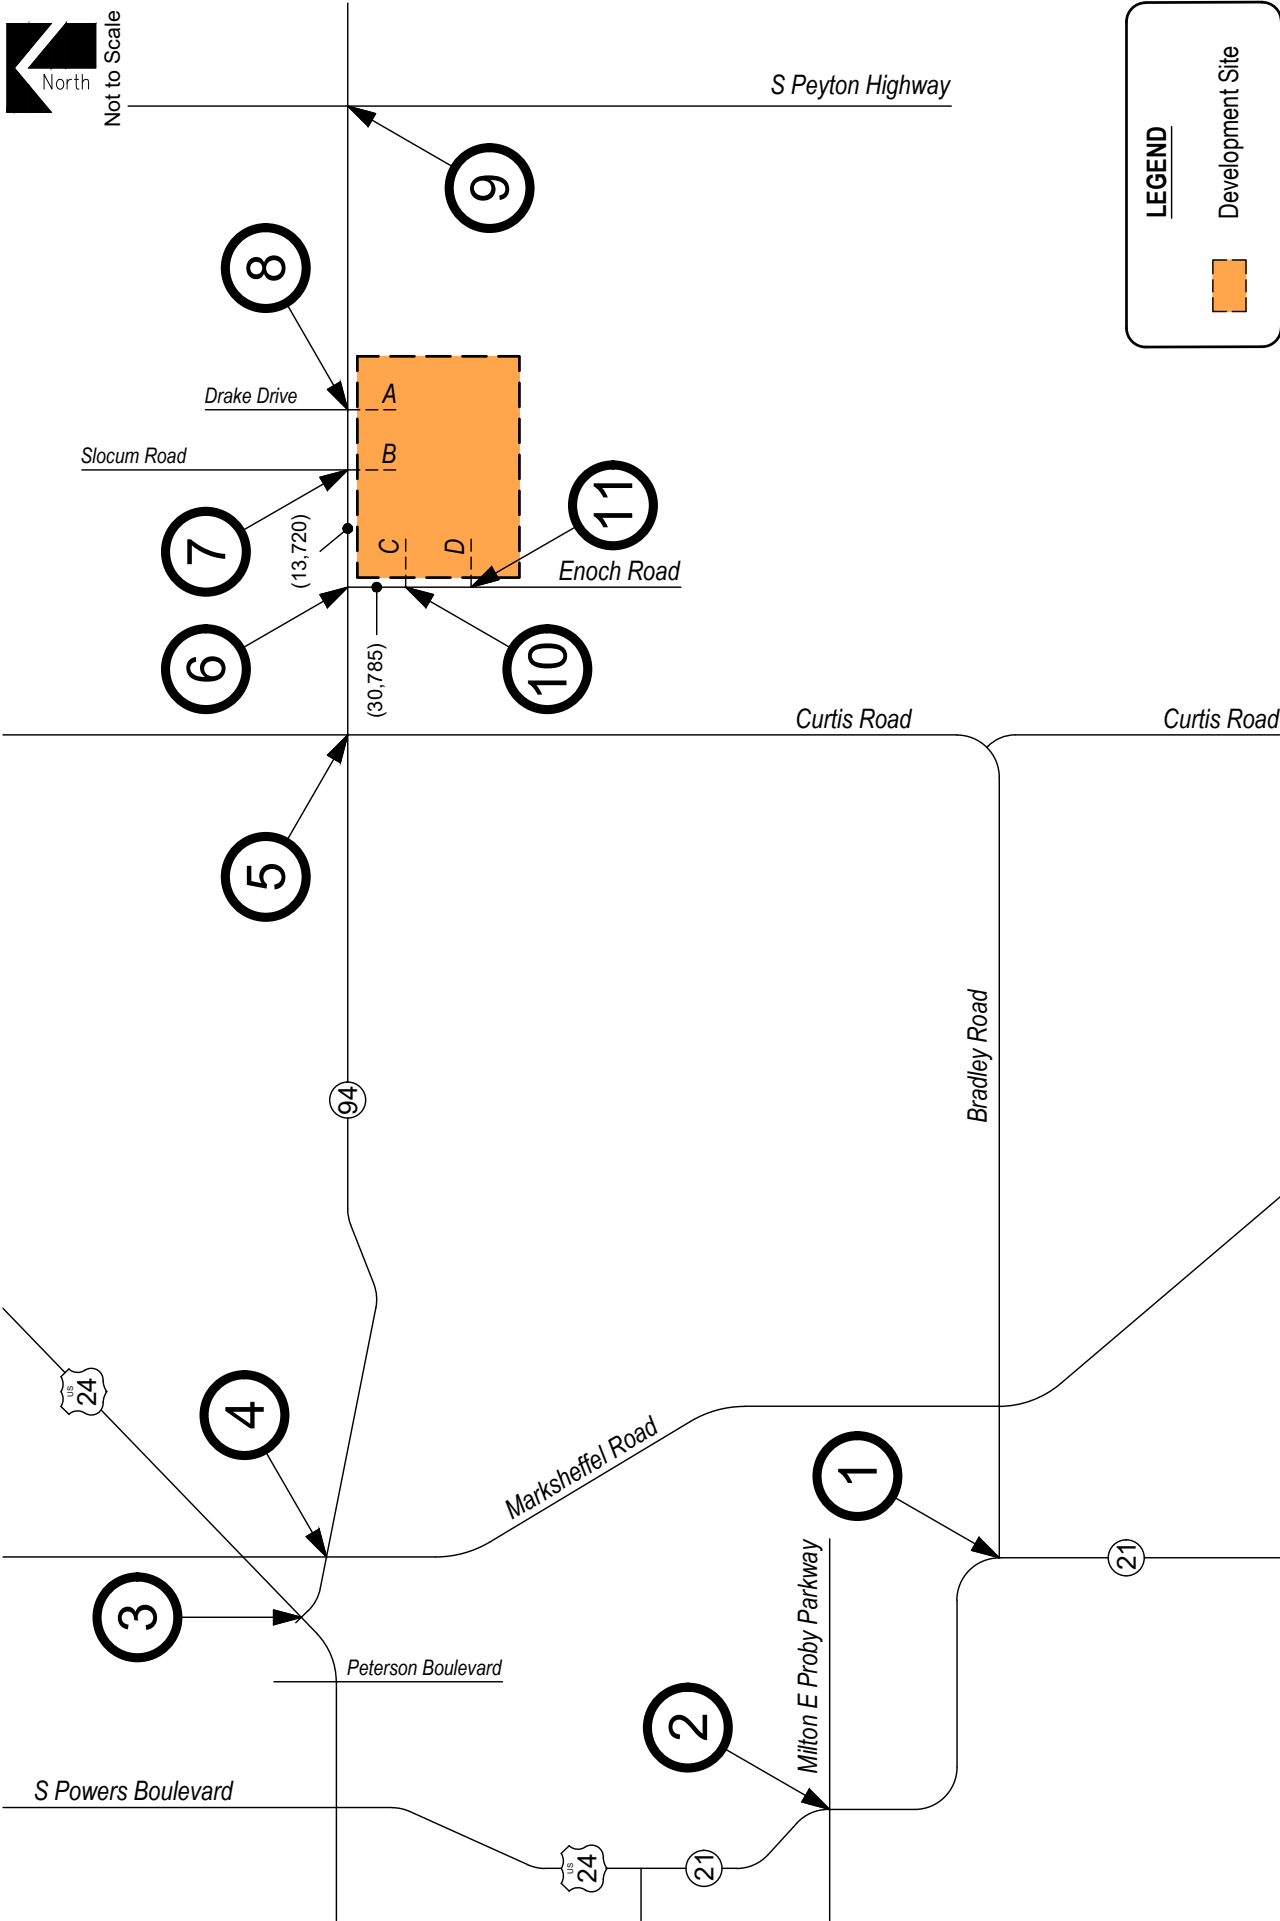 North
Not to Scale
S Peyton Highway
9
8
Drake Drive
A
Slocum Road
B
7
(13,720)
C
D
11
Enoch Road
6
(30,785)
10
Curtis Road
Curtis Road
5
94
Bradley Road
US
24
4
Marksheffel Road
1
3
Peterson Boulevard
Milton E Proby Parkway
21
2
S Powers Boulevard
US
24
21
LEGEND
Development Site